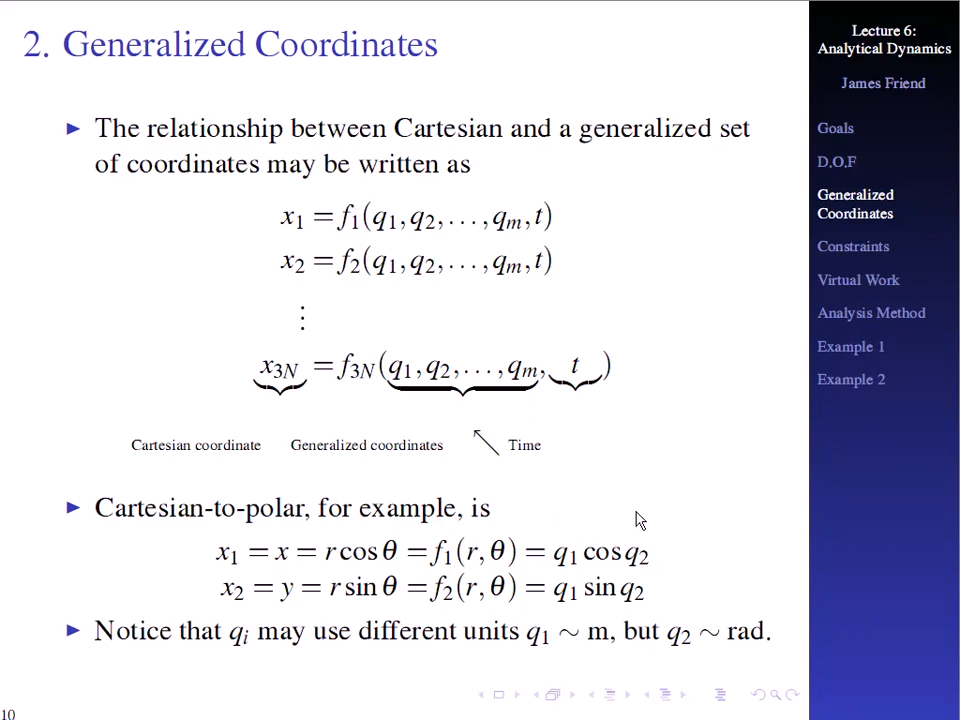 2. Generalized Coordinates
▶ The relationship between Cartesian and a generalized set
of coordinates may be written as
x₁ = f₁(q₁, q₂, . . . , qₘ, t)
x₂ = f₂(q₁, q₂, . . . , qₘ, t)
⋮
x₃N = f₃N(q₁, q₂, . . . , qₘ, t)
Cartesian coordinate Generalized coordinates Time
▶ Cartesian-to-polar, for example, is
x₁ = x = r cos θ = f₁(r, θ) = q₁ cos q₂
x₂ = y = r sin θ = f₂(r, θ) = q₁ sin q₂
▶ Notice that qᵢ may use different units q₁ ∼ m, but q₂ ∼ rad.
10
Lecture 6:
Analytical Dynamics
James Friend
Goals
D.O.F
Generalized
Coordinates
Constraints
Virtual Work
Analysis Method
Example 1
Example 2